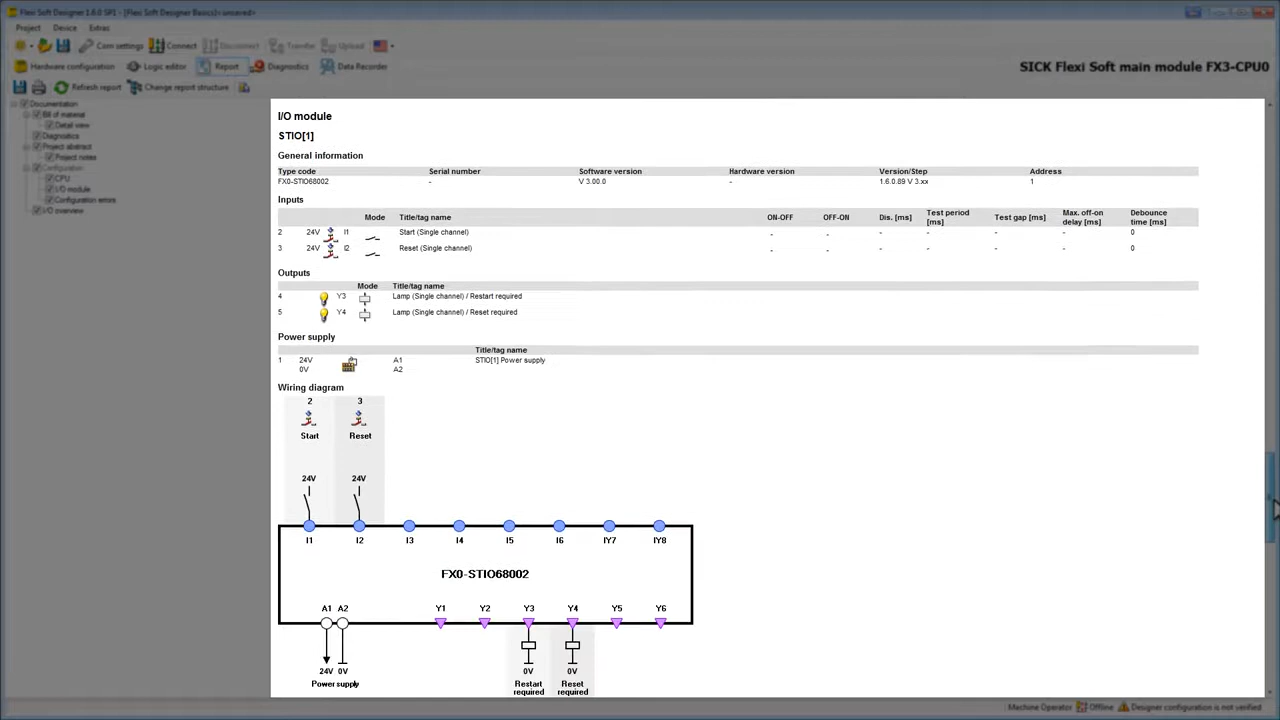 Flexi Soft Designer 1.6.0 SP1 - [Flexi Soft Designer Basics]<unsaved>
Project Device Extras
Com settings Connect Disconnect Transfer Upload
Hardware configuration Logic editor Report Diagnostics Data Recorder
SICK Flexi Soft main module FX3-CPU0
Refresh report Change report structure
Documentation
Bill of material
Detail view
Diagnostics
Project abstract
Project notes
Configuration
CPU
I/O module
Configuration errors
I/O overview
I/O module
STIO[1]
General information
Type code Serial number Software version Hardware version Version/Step Address
FX0-STIO68002 - V 3.00.0 - 1.6.0.89 V 3.xx 1
Inputs
Mode Title/tag name ON-OFF OFF-ON Dis. [ms] Test period [ms] Test gap [ms] Max. off-on delay [ms] Debounce time [ms]
2 24V I1 Start (Single channel) - - - - - - 0
3 24V I2 Reset (Single channel) - - - - - - 0
Outputs
Mode Title/tag name
4 Y3 Lamp (Single channel) / Restart required
5 Y4 Lamp (Single channel) / Reset required
Power supply
Title/tag name
1 24V A1 STIO[1] Power supply
0V A2
Wiring diagram
2 3
Start Reset
24V 24V
I1 I2 I3 I4 I5 I6 IY7 IY8
FX0-STIO68002
A1 A2 Y1 Y2 Y3 Y4 Y5 Y6
24V 0V 0V 0V
Power supply Restart required Reset required
Machine Operator Offline Designer configuration is not verified